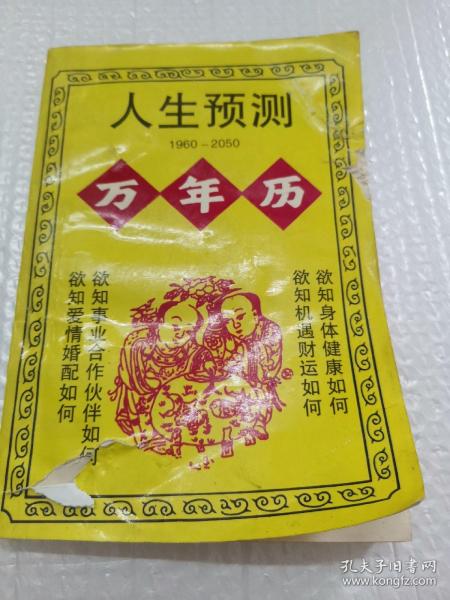 人生预测
1960－2050
万年历
欲知身体健康如何
欲知机遇财运如何
欲知事业合作伙伴如何
欲知爱情婚配如何
孔夫子旧书网
www.kongfz.com